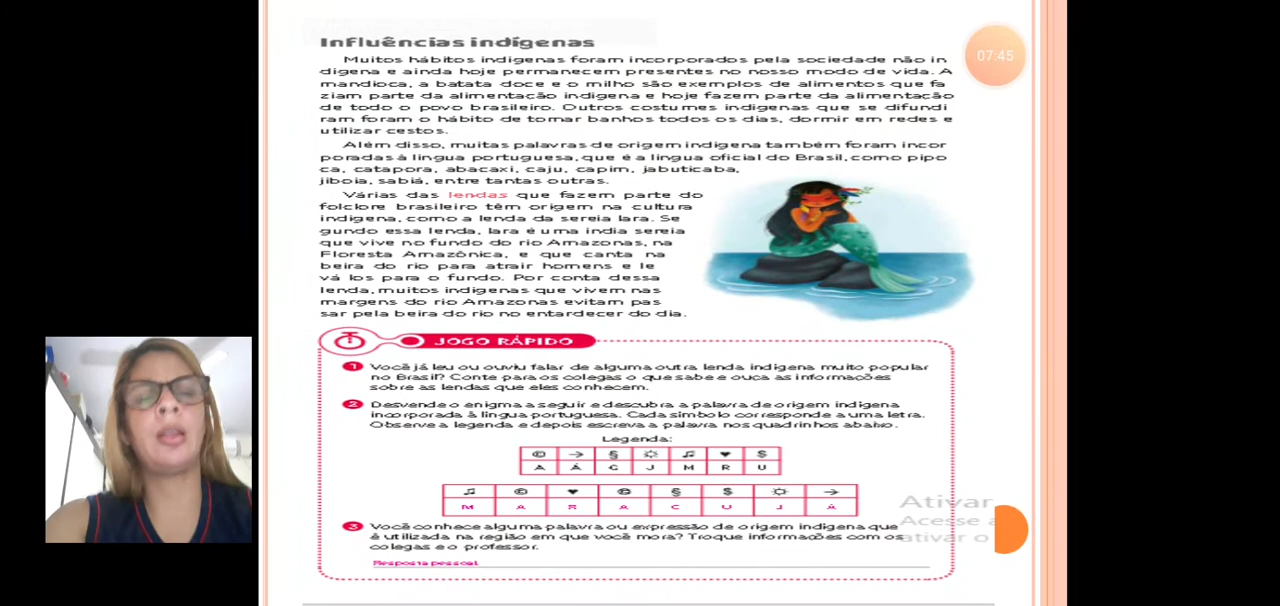 Influências indígenas
07:45
Muitos hábitos indígenas foram incorporados pela sociedade não in
dígena e ainda hoje permanecem presentes no nosso modo de vida. A
mandioca, a batata doce e o milho são exemplos de alimentos que fa
ziam parte da alimentação indígena e hoje fazem parte da alimentação
de todo o povo brasileiro. Outros costumes indígenas que se difundi
ram foram o hábito de tomar banhos todos os dias, dormir em redes e
utilizar cestos.
Além disso, muitas palavras de origem indígena também foram incor
poradas à língua portuguesa, que é a língua oficial do Brasil, como pipo
ca, catapora, abacaxi, caju, capim, jabuticaba,
jiboia, sabiá, entre tantas outras.
Várias das lendas que fazem parte do
folclore brasileiro têm origem na cultura
indígena, como a lenda da sereia Iara. Se
gundo essa lenda, Iara é uma índia sereia
que vive no fundo do rio Amazonas, na
Floresta Amazônica, e que canta na
beira do rio para atrair homens e le
vá los para o fundo. Por conta dessa
lenda, muitos indígenas que vivem nas
margens do rio Amazonas evitam pas
sar pela beira do rio no entardecer do dia.
JOGO RÁPIDO
1 Você já leu ou ouviu falar de alguma outra lenda indígena muito popular
no Brasil? Conte para os colegas o que sabe e ouça as informações
sobre as lendas que eles conhecem.
2 Desvende o enigma a seguir e descubra a palavra de origem indígena
incorporada à língua portuguesa. Cada símbolo corresponde a uma letra.
Observe a legenda e depois escreva a palavra nos quadrinhos abaixo.
Legenda:
© → § ☼ ♫ ♥ $
A Á C J M R U
♫ © ♥ © § $ ☼ →
M A R A C U J Á
3 Você conhece alguma palavra ou expressão de origem indígena que
é utilizada na região em que você mora? Troque informações com os
colegas e o professor.
Resposta pessoal.
Ativar
Acesse a
ativar o